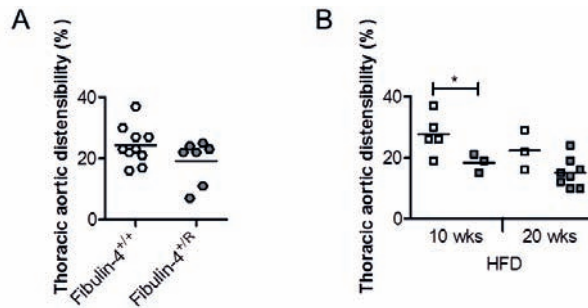 A
Thoracic aortic distensibility (%)
40
20
0
Fibulin-4+/+
Fibulin-4+/R
B
Thoracic aortic distensibility (%)
40
20
0
*
10 wks
20 wks
HFD